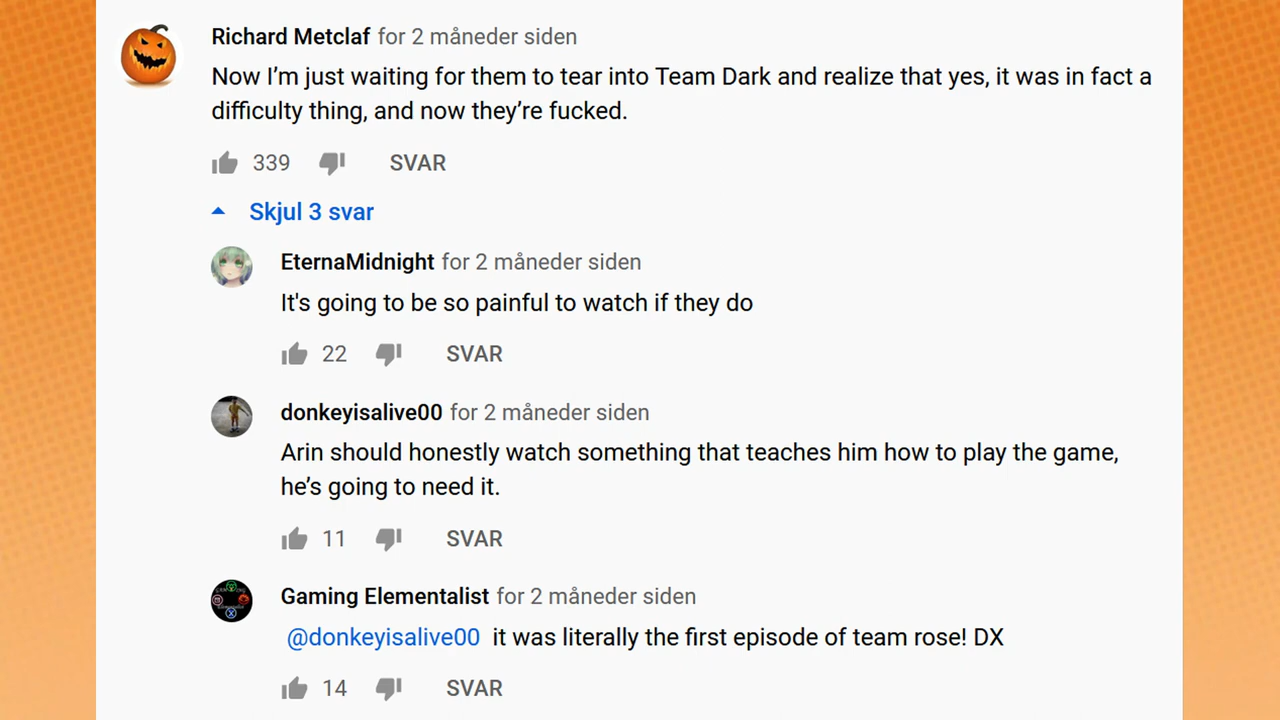 Richard Metclaf for 2 måneder siden
Now I’m just waiting for them to tear into Team Dark and realize that yes, it was in fact a
difficulty thing, and now they’re fucked.
339 SVAR
Skjul 3 svar
EternaMidnight for 2 måneder siden
It's going to be so painful to watch if they do
22 SVAR
donkeyisalive00 for 2 måneder siden
Arin should honestly watch something that teaches him how to play the game,
he’s going to need it.
11 SVAR
Gaming Elementalist for 2 måneder siden
@donkeyisalive00 it was literally the first episode of team rose! DX
14 SVAR